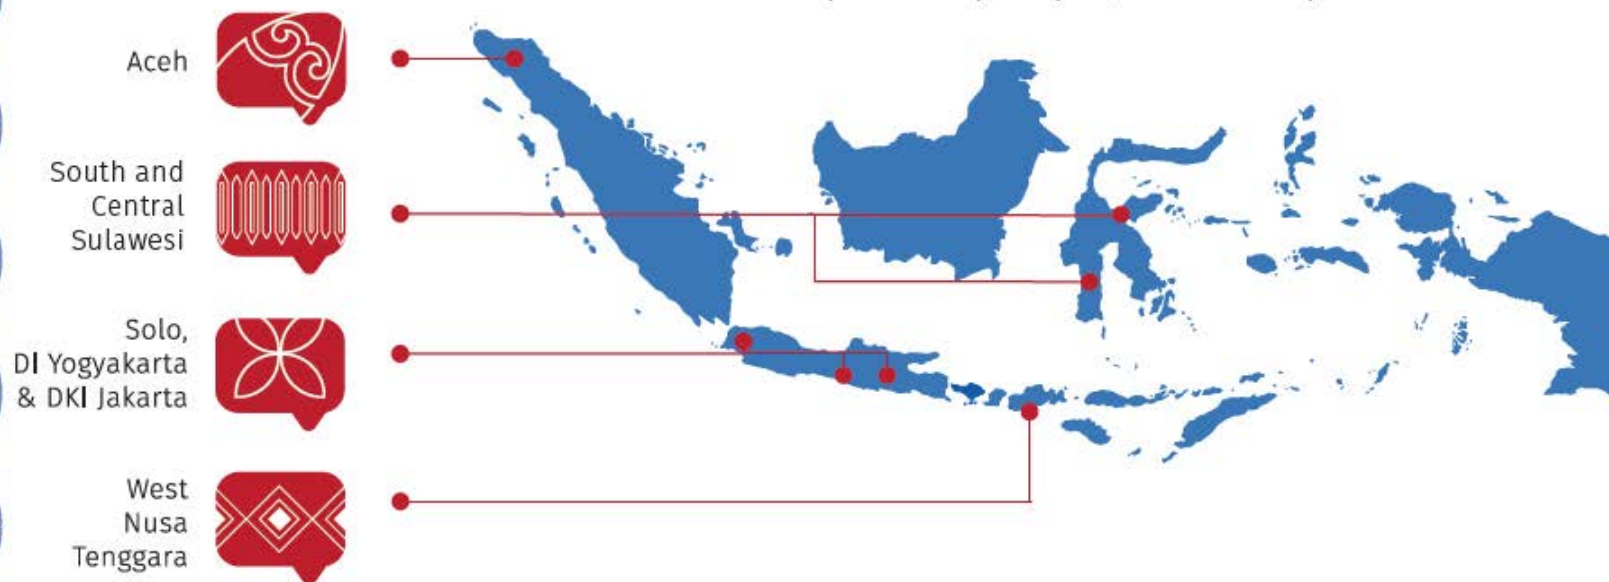 Aceh
South and
Central
Sulawesi
Solo,
DI Yogyakarta
& DKI Jakarta
West
Nusa
Tenggara